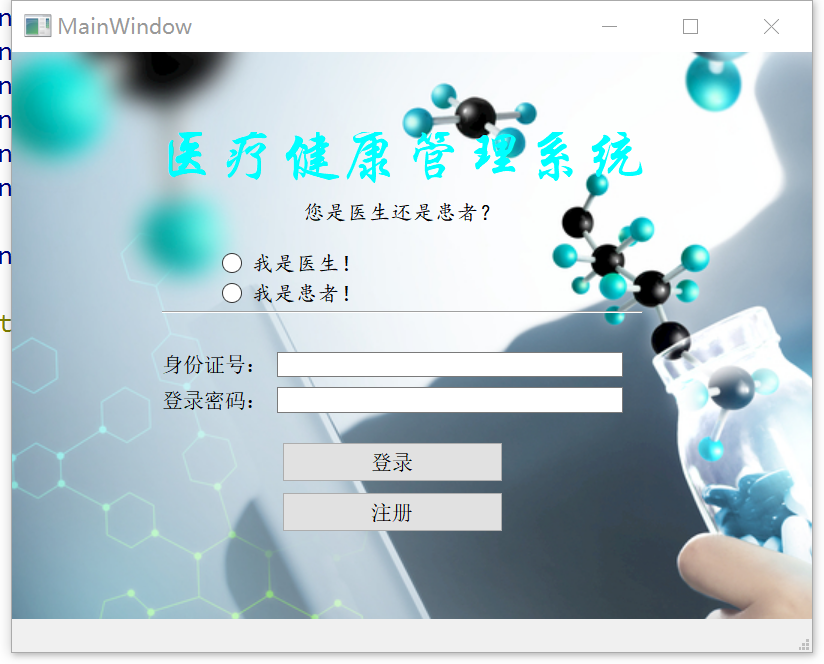 MainWindow
医疗健康管理系统
您是医生还是患者？
我是医生！
我是患者！
身份证号：
登录密码：
登录
注册
n
n
n
n
n
n
n
t